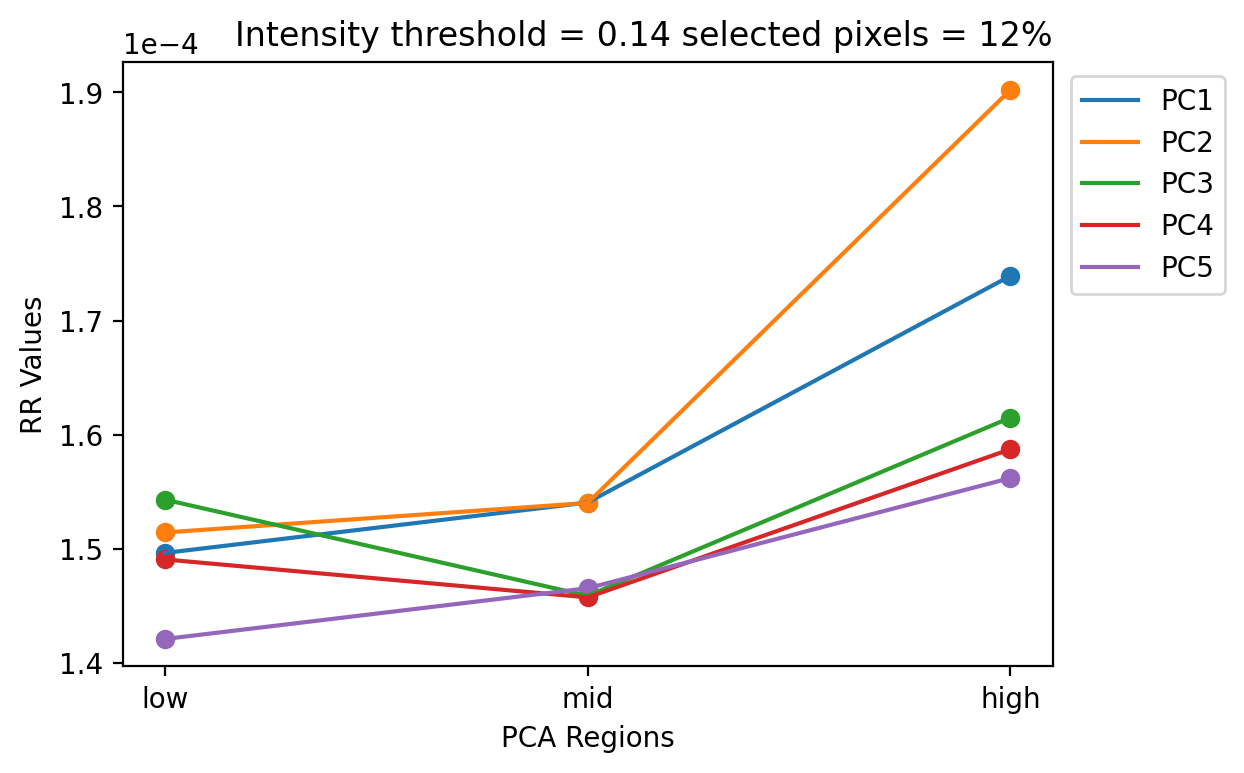 1e−4
Intensity threshold = 0.14 selected pixels = 12%
1.9
1.8
1.7
1.6
1.5
1.4
RR Values
low
mid
high
PCA Regions
PC1
PC2
PC3
PC4
PC5